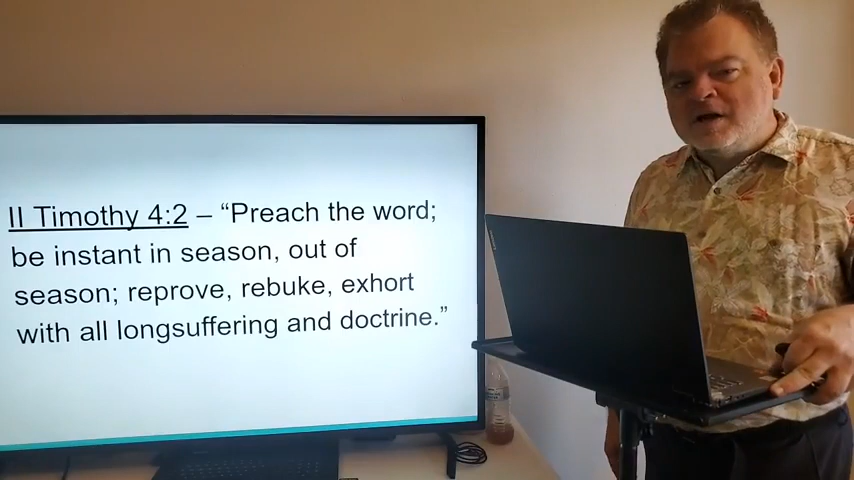 II Timothy 4:2 – “Preach the word;
be instant in season, out of
season; reprove, rebuke, exhort
with all longsuffering and doctrine.”